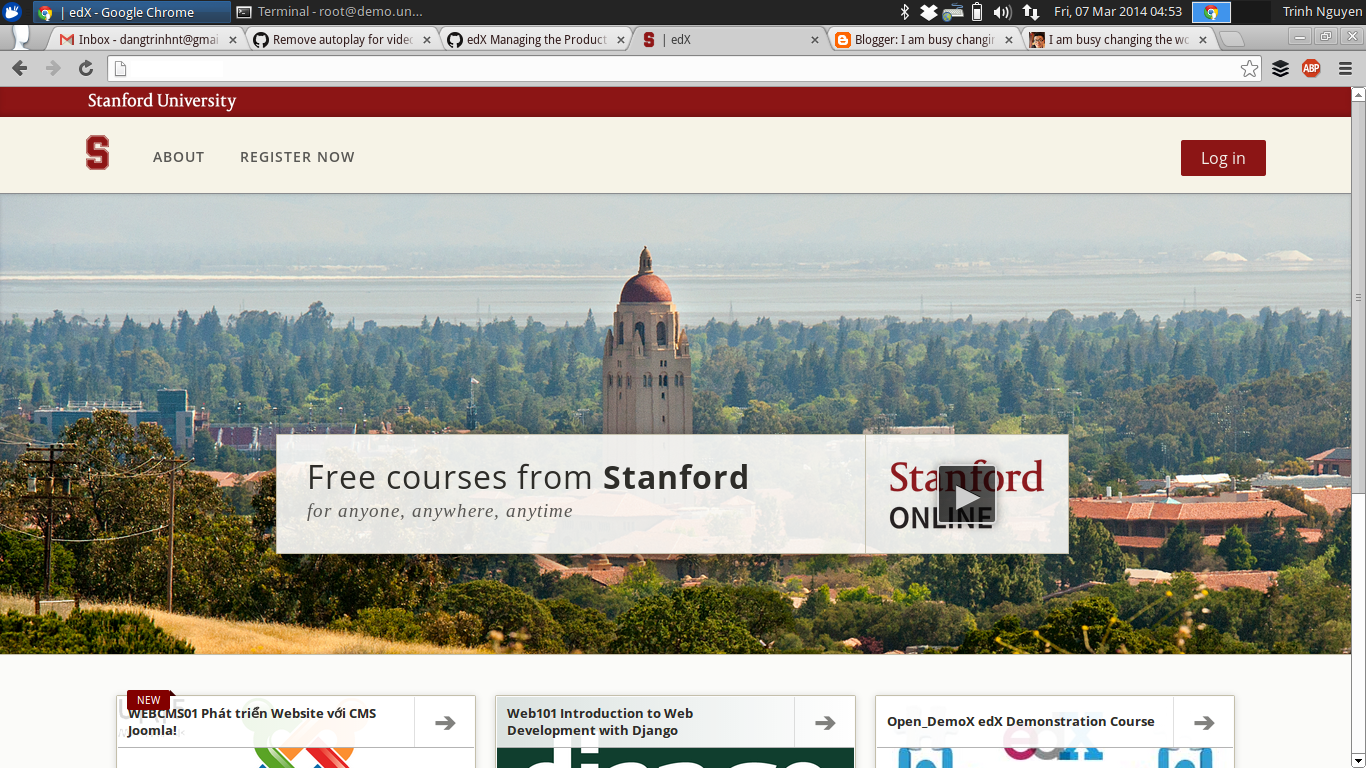 | edX - Google Chrome
Terminal - root@demo.un...
Fri, 07 Mar 2014 04:53
Trinh Nguyen
Inbox - dangtrinhnt@gmai
Remove autoplay for video
edX Managing the Product
| edX
Blogger: I am busy changin
I am busy changing the wo
ABP
Stanford University
S
ABOUT
REGISTER NOW
Log in
Free courses from Stanford
for anyone, anywhere, anytime
Stanford
ONLINE
NEW
WEBCMS01 Phát triển Website với CMS
Joomla!
Web101 Introduction to Web
Development with Django
Open_DemoX edX Demonstration Course
edX